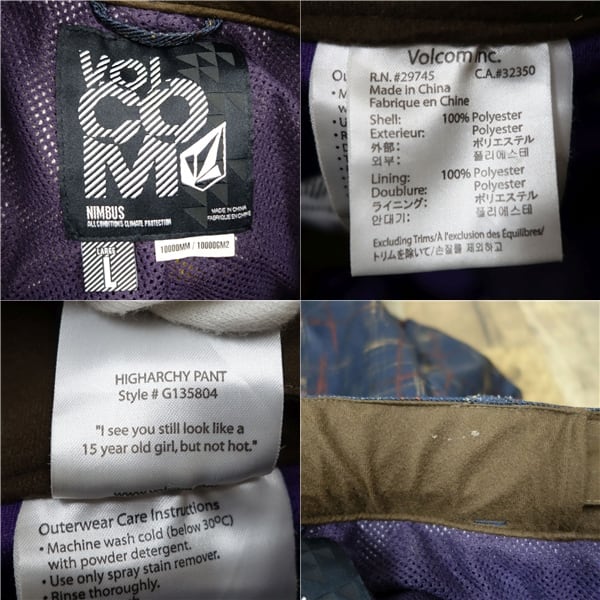 VOL
CO
M
NIMBUS
ALL CONDITIONS CLIMATE PROTECTION
MADE IN CHINA
FABRIQUE EN CHINE
LARGE
L
10000MM / 10000GM2
Volcom Inc.
R.N. #29745 C.A.#32350
Made in China
Fabrique en Chine
Shell: 100% Polyester
Exterieur: Polyester
外部: ポリエステル
외부: 폴리에스테
Lining: 100% Polyester
Doublure: Polyester
ライニング: ポリエステル
안대기: 폴리에스테
Excluding Trims/À l'exclusion des Équilibres/
トリムを除いて/손질를 제외하고
HIGHARCHY PANT
Style # G135804
"I see you still look like a
15 year old girl, but not hot."
Outerwear Care Instructions
• Machine wash cold (below 30ºC)
with powder detergent.
• Use only spray stain remover.
• Rinse thoroughly.